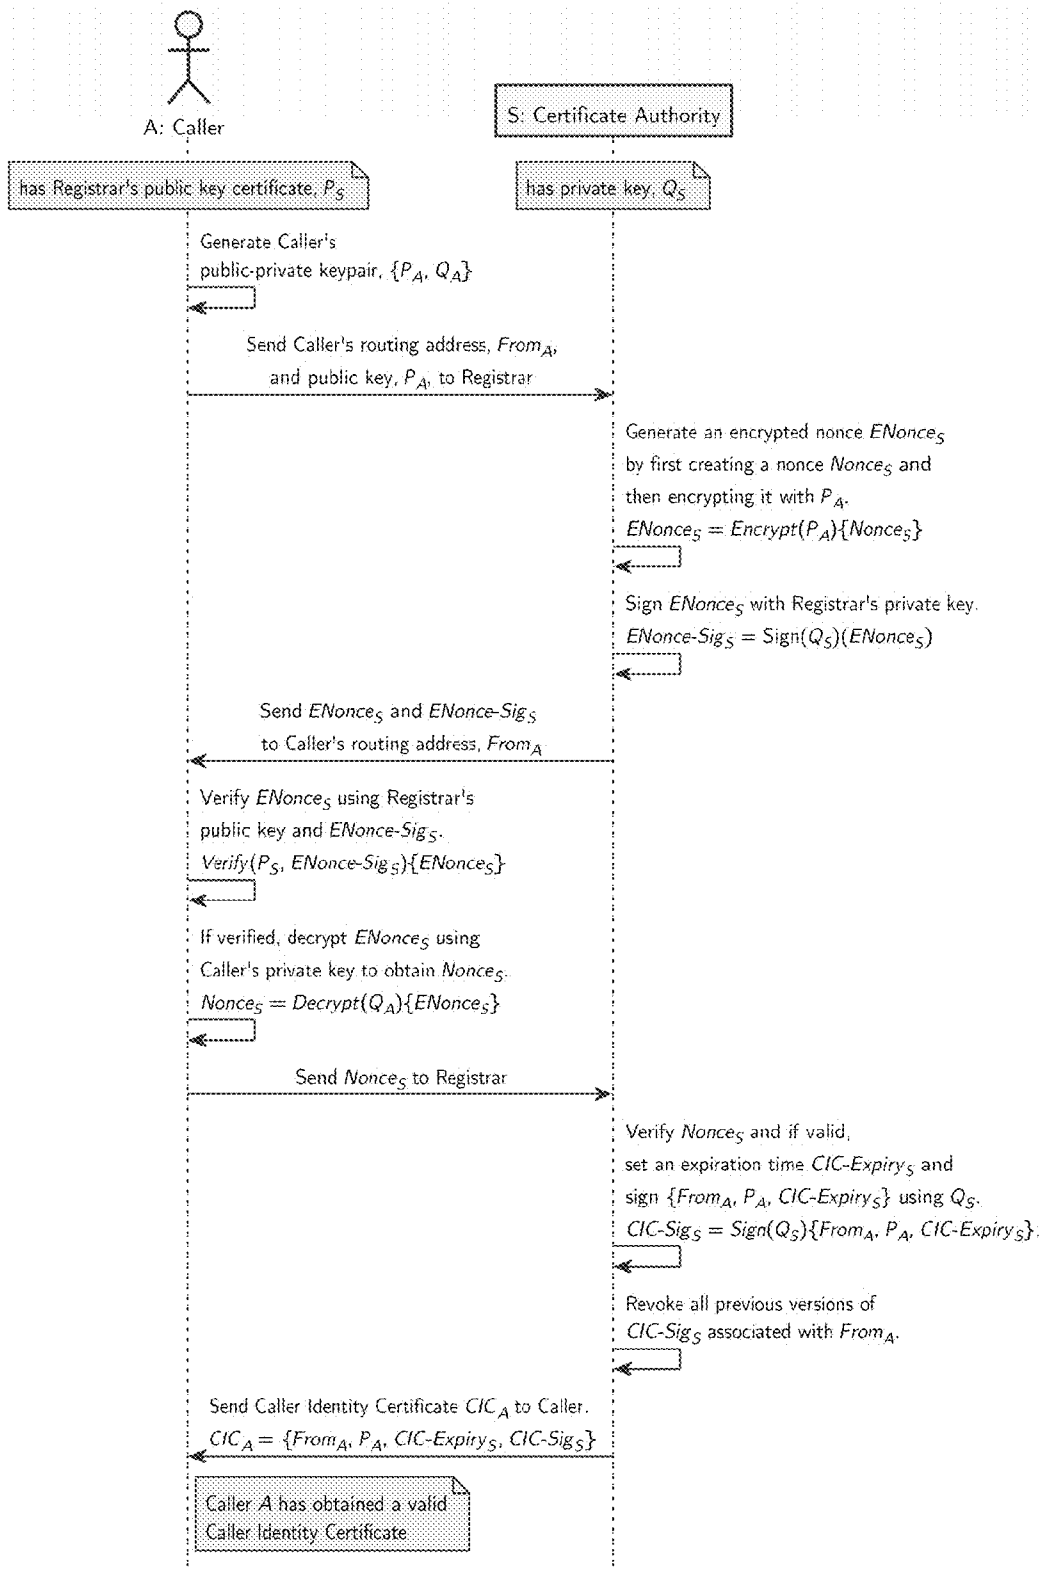 A: Caller
S: Certificate Authority
has Registrar's public key certificate, P_S
has private key, Q_S
Generate Caller's
public-private keypair, {P_A, Q_A}
Send Caller's routing address, From_A,
and public key, P_A, to Registrar
Generate an encrypted nonce ENonce_S
by first creating a nonce Nonce_S and
then encrypting it with P_A.
ENonce_S = Encrypt(P_A){Nonce_S}
Sign ENonce_S with Registrar's private key.
ENonce-Sig_S = Sign(Q_S)(ENonce_S)
Send ENonce_S and ENonce-Sig_S
to Caller's routing address, From_A
Verify ENonce_S using Registrar's
public key and ENonce-Sig_S.
Verify(P_S, ENonce-Sig_S){ENonce_S}
If verified, decrypt ENonce_S using
Caller's private key to obtain Nonce_S.
Nonce_S = Decrypt(Q_A){ENonce_S}
Send Nonce_S to Registrar
Verify Nonce_S and if valid,
set an expiration time CIC-Expiry_S and
sign {From_A, P_A, CIC-Expiry_S} using Q_S.
CIC-Sig_S = Sign(Q_S){From_A, P_A, CIC-Expiry_S}.
Revoke all previous versions of
CIC-Sig_S associated with From_A.
Send Caller Identity Certificate CIC_A to Caller.
CIC_A = {From_A, P_A, CIC-Expiry_S, CIC-Sig_S}
Caller A has obtained a valid
Caller Identity Certificate